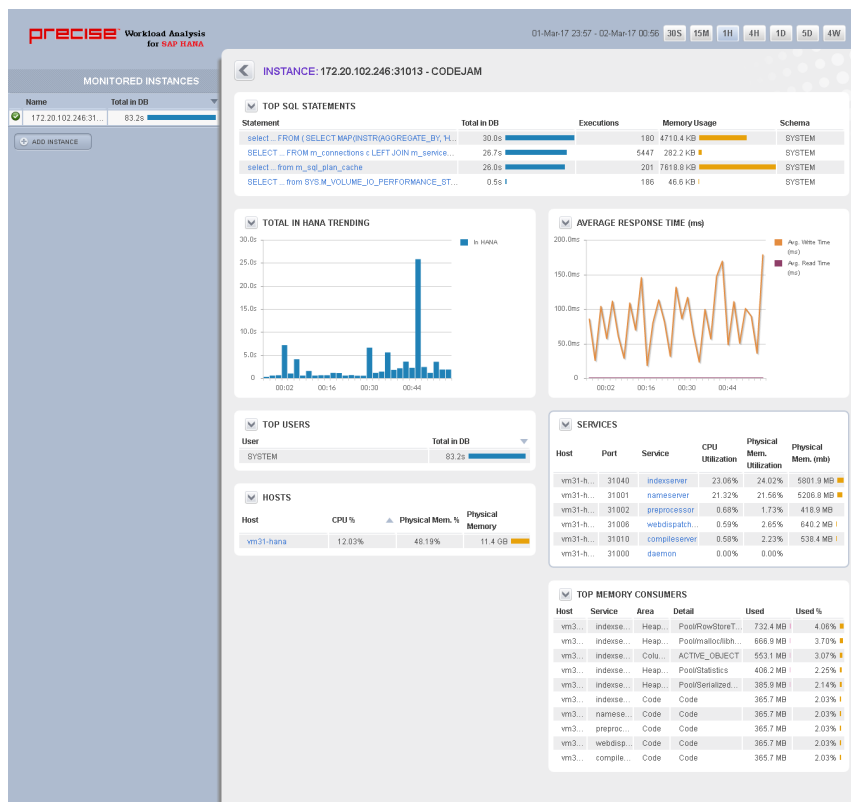 precise Workload Analysis
for SAP HANA
01-Mar-17 23:57 - 02-Mar-17 00:56 30S 15M 1H 4H 1D 5D 4W
MONITORED INSTANCES
Name Total in DB
172.20.102.246:31... 83.2s
ADD INSTANCE
INSTANCE: 172.20.102.246:31013 - CODEJAM
TOP SQL STATEMENTS
Statement Total in DB Executions Memory Usage Schema
select ... FROM ( SELECT MAP(INSTR(AGGREGATE_BY, 'H... 30.0s 180 4710.4 KB SYSTEM
SELECT ... FROM m_connections c LEFT JOIN m_service... 26.7s 5447 282.2 KB SYSTEM
select ... from m_sql_plan_cache 26.0s 201 7618.8 KB SYSTEM
SELECT ... from SYS.M_VOLUME_IO_PERFORMANCE_ST... 0.5s 186 46.6 KB SYSTEM
TOTAL IN HANA TRENDING
30.0s
25.0s
20.0s
15.0s
10.0s
5.0s
0
00:02 00:16 00:30 00:44
In HANA
AVERAGE RESPONSE TIME (ms)
200.0ms
150.0ms
100.0ms
50.0ms
0
00:02 00:16 00:30 00:44
Avg. Write Time
(ms)
Avg. Read Time
(ms)
TOP USERS
User Total in DB
SYSTEM 83.2s
HOSTS
Host CPU % Physical Mem. % Physical
Memory
vm31-hana 12.03% 48.19% 11.4 GB
SERVICES
Host Port Service CPU
Utilization Physical
Mem.
Utilization Physical
Mem. (mb)
vm31-h... 31040 indexserver 23.06% 24.02% 5801.9 MB
vm31-h... 31001 nameserver 21.32% 21.56% 5206.8 MB
vm31-h... 31002 preprocessor 0.68% 1.73% 418.9 MB
vm31-h... 31006 webdispatch... 0.59% 2.65% 640.2 MB
vm31-h... 31010 compileserver 0.58% 2.23% 538.4 MB
vm31-h... 31000 daemon 0.00% 0.00%
TOP MEMORY CONSUMERS
Host Service Area Detail Used Used %
vm3... indexse... Heap... Pool/RowStoreT... 732.4 MB 4.06%
vm3... indexse... Heap... Pool/malloc/libh... 666.9 MB 3.70%
vm3... indexse... Colu... ACTIVE_OBJECT 553.1 MB 3.07%
vm3... indexse... Heap... Pool/Statistics 406.2 MB 2.25%
vm3... indexse... Heap... Pool/Serialized... 385.9 MB 2.14%
vm3... indexse... Code Code 365.7 MB 2.03%
vm3... namese... Code Code 365.7 MB 2.03%
vm3... preproc... Code Code 365.7 MB 2.03%
vm3... webdisp... Code Code 365.7 MB 2.03%
vm3... compile... Code Code 365.7 MB 2.03%